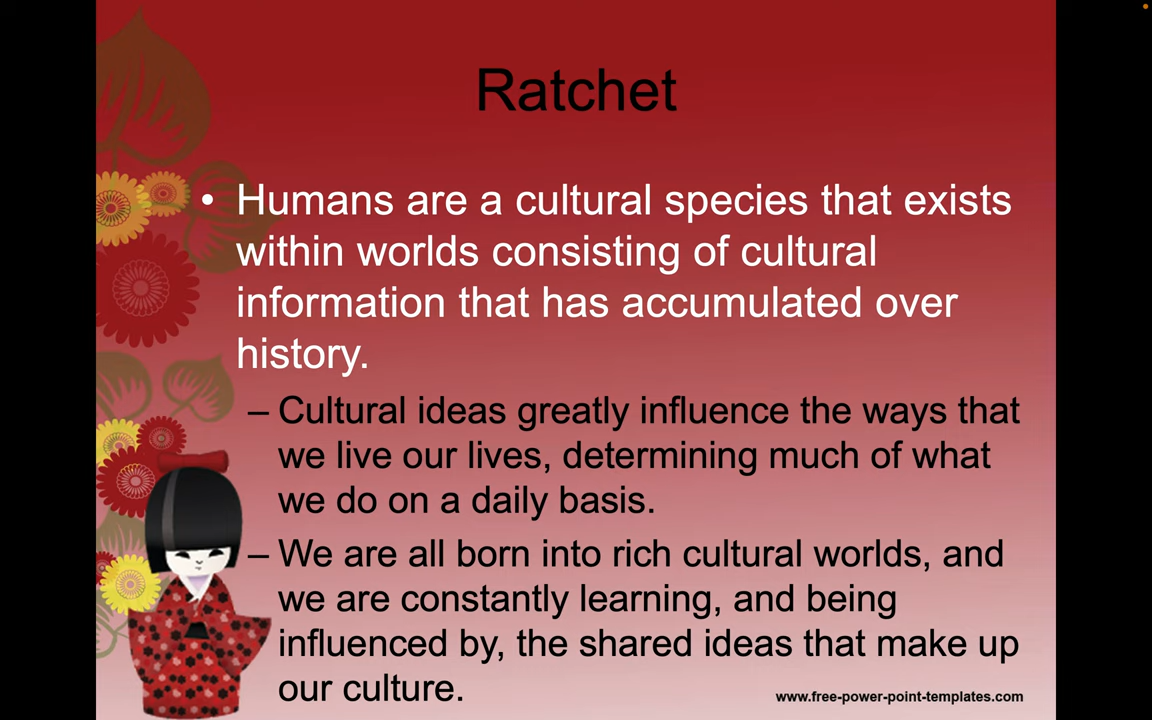 Ratchet
• Humans are a cultural species that exists
within worlds consisting of cultural
information that has accumulated over
history.
– Cultural ideas greatly influence the ways that
we live our lives, determining much of what
we do on a daily basis.
– We are all born into rich cultural worlds, and
we are constantly learning, and being
influenced by, the shared ideas that make up
our culture.
www.free-power-point-templates.com